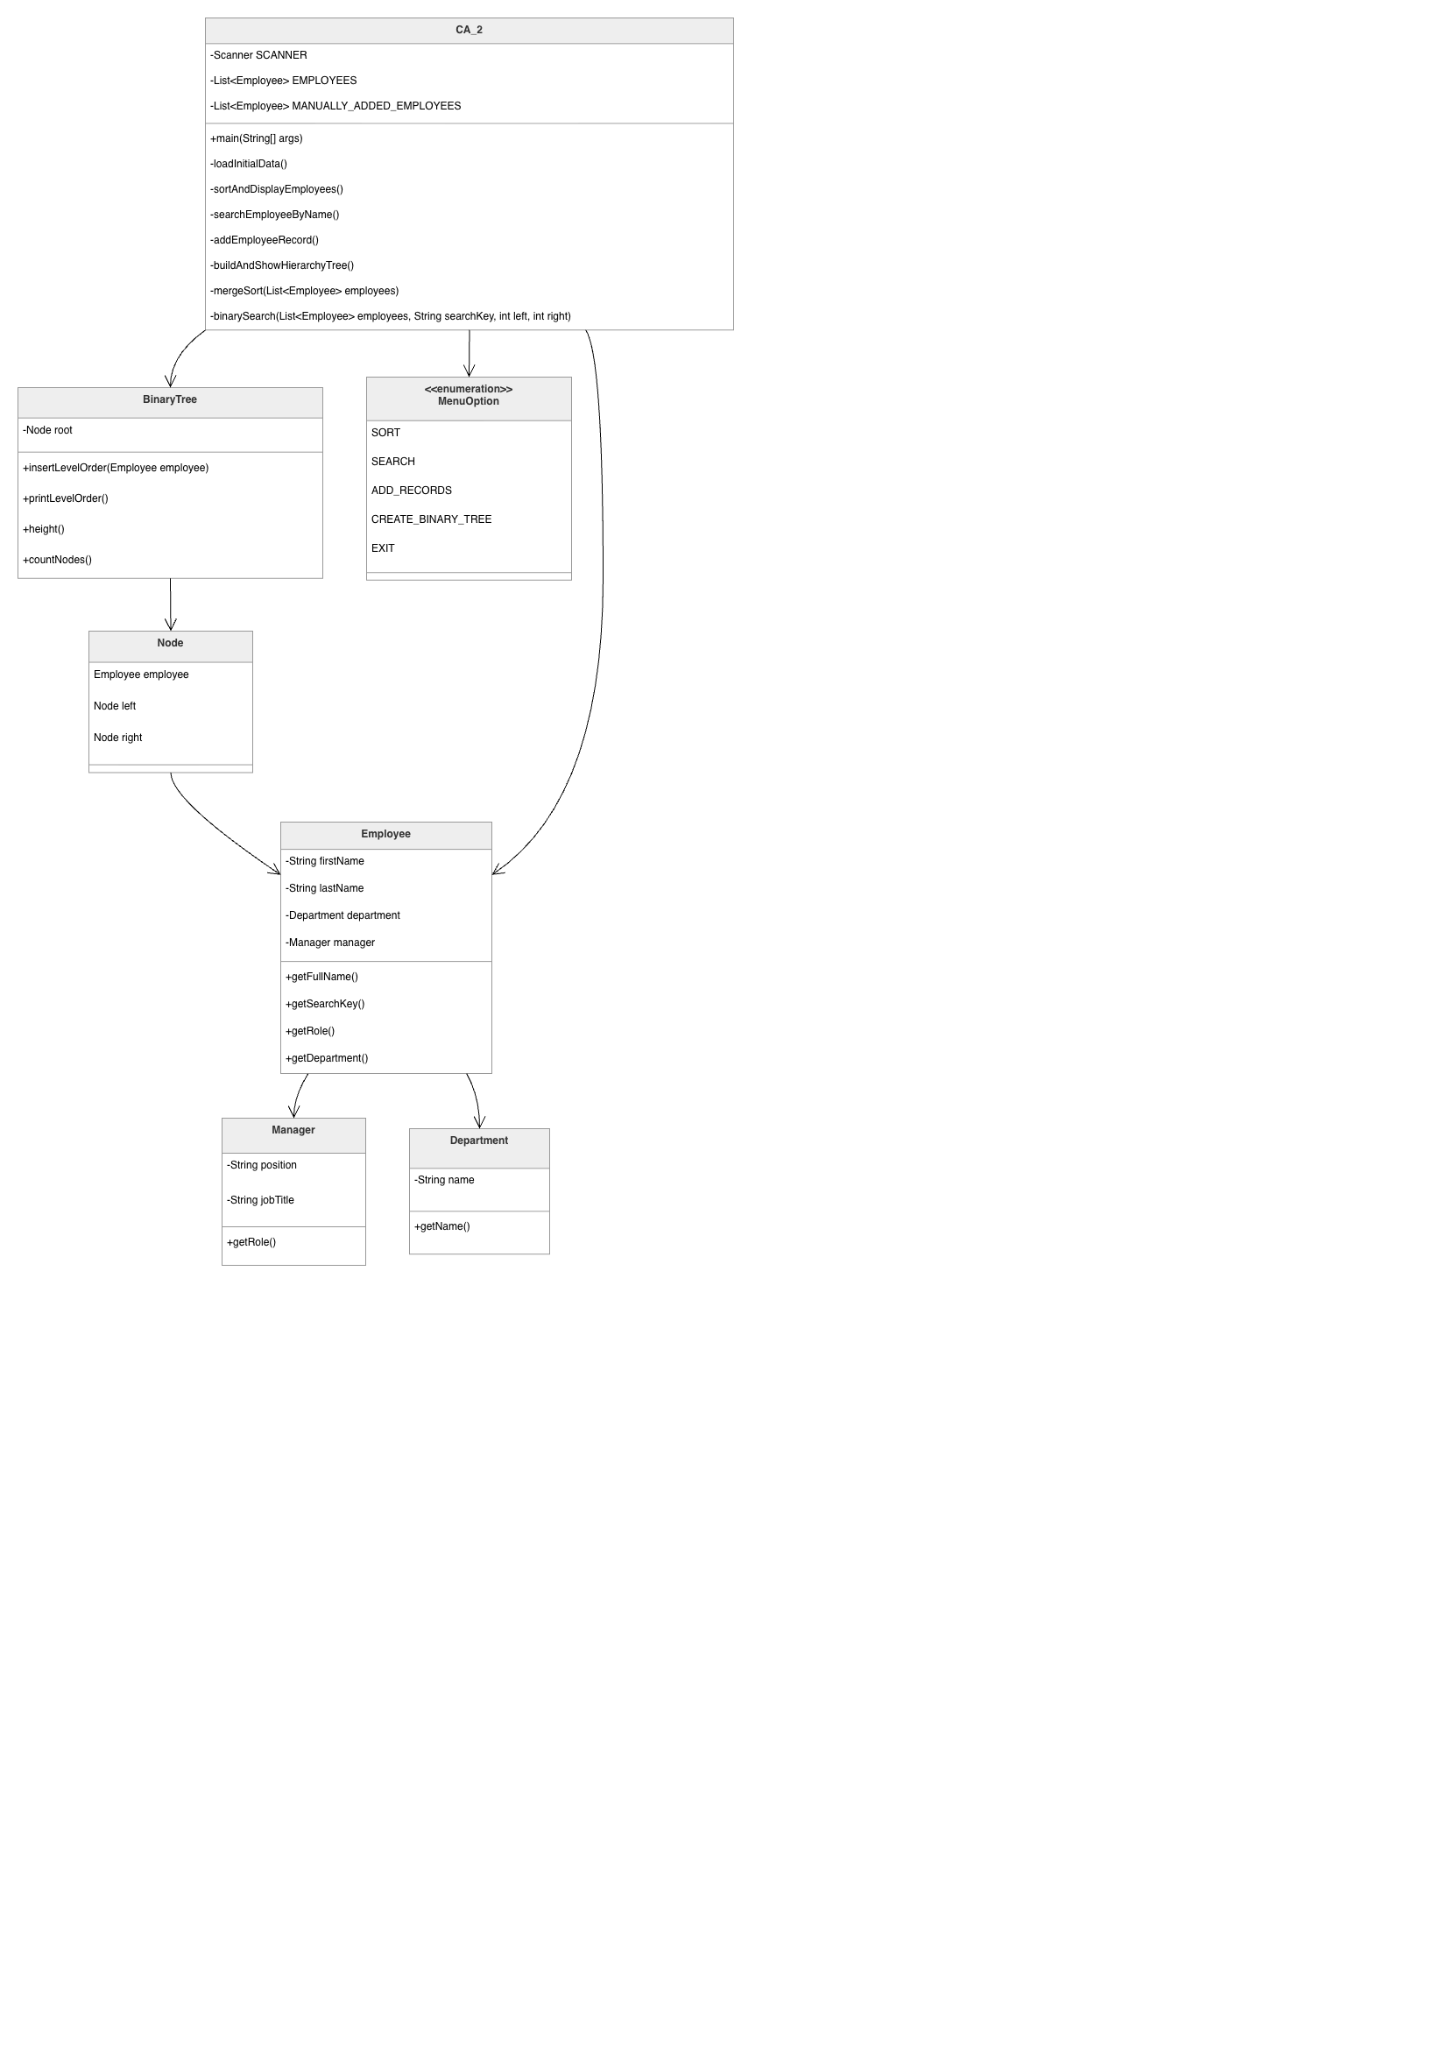 CA_2
-Scanner SCANNER
-List<Employee> EMPLOYEES
-List<Employee> MANUALLY_ADDED_EMPLOYEES
+main(String[] args)
-loadInitialData()
-sortAndDisplayEmployees()
-searchEmployeeByName()
-addEmployeeRecord()
-buildAndShowHierarchyTree()
-mergeSort(List<Employee> employees)
-binarySearch(List<Employee> employees, String searchKey, int left, int right)
BinaryTree
-Node root
+insertLevelOrder(Employee employee)
+printLevelOrder()
+height()
+countNodes()
<<enumeration>>
MenuOption
SORT
SEARCH
ADD_RECORDS
CREATE_BINARY_TREE
EXIT
Node
Employee employee
Node left
Node right
Employee
-String firstName
-String lastName
-Department department
-Manager manager
+getFullName()
+getSearchKey()
+getRole()
+getDepartment()
Manager
-String position
-String jobTitle
+getRole()
Department
-String name
+getName()